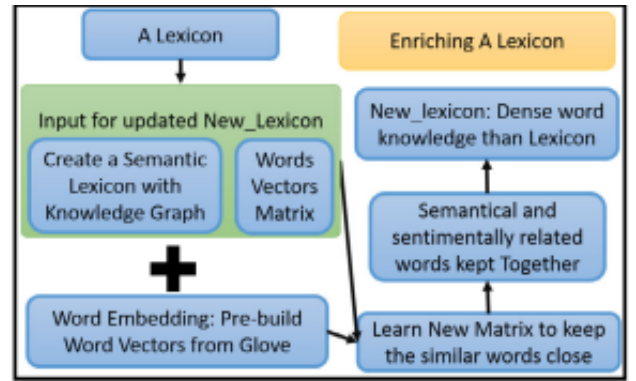 A Lexicon
Enriching A Lexicon
Input for updated New_Lexicon
Create a Semantic
Lexicon with
Knowledge Graph
Words
Vectors
Matrix
Word Embedding: Pre-build
Word Vectors from Glove
New_lexicon: Dense word
knowledge than Lexicon
Semantical and
sentimentally related
words kept Together
Learn New Matrix to keep
the similar words close